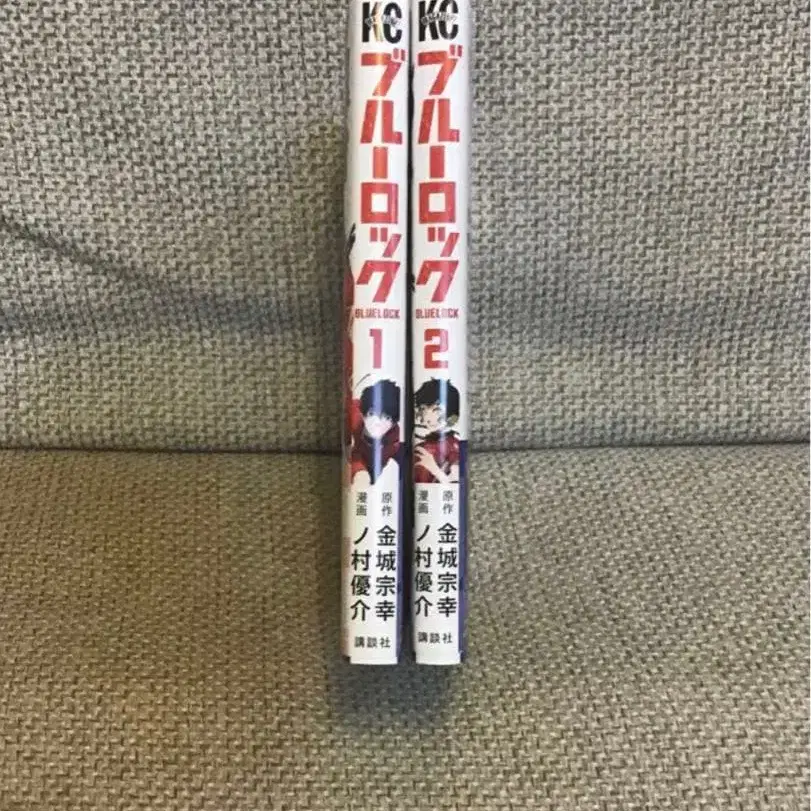 KC
ブルーロック
BLUELOCK
1
原作 金城宗幸
漫画 ノ村優介
講談社
KC
ブルーロック
BLUELOCK
2
原作 金城宗幸
漫画 ノ村優介
講談社